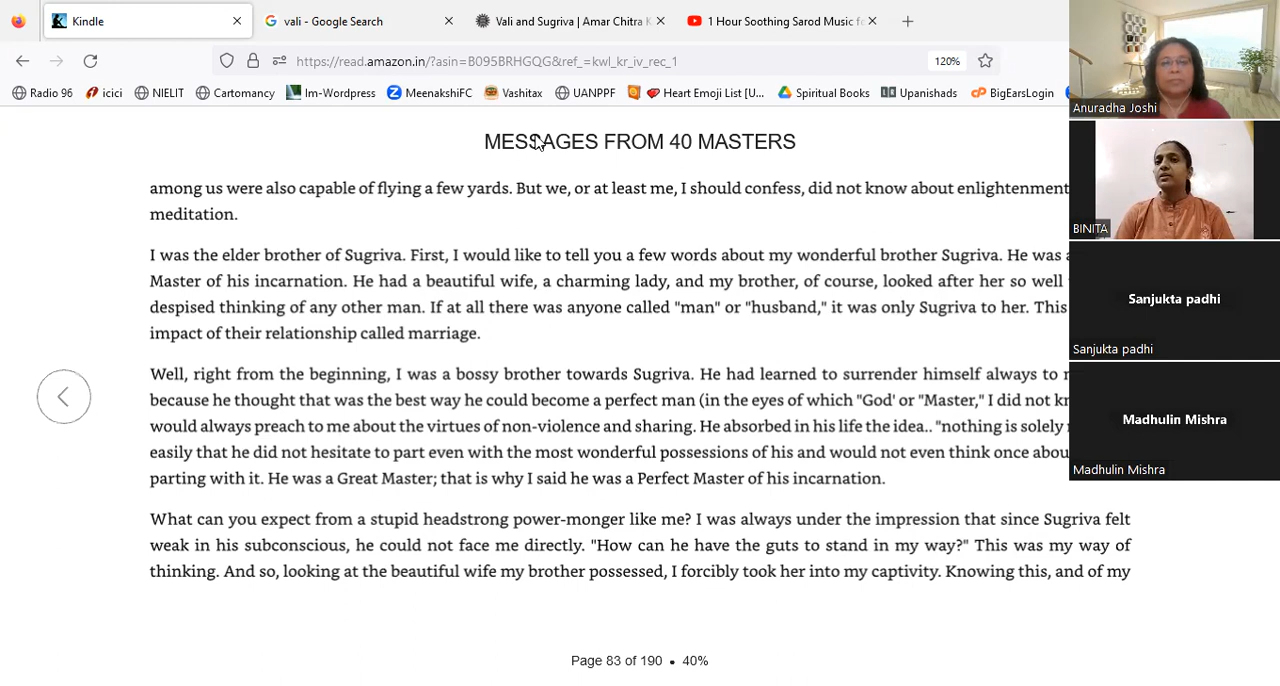 Kindle
vali - Google Search
Vali and Sugriva | Amar Chitra K
1 Hour Soothing Sarod Music f
https://read.amazon.in/?asin=B095BRHGQG&ref_=kwl_kr_iv_rec_1
120%
Radio 96
icici
NIELIT
Cartomancy
Im-Wordpress
MeenakshiFC
Vashitax
UANPPF
Heart Emoji List [U...
Spiritual Books
Upanishads
BigEarsLogin
MESSAGES FROM 40 MASTERS
among us were also capable of flying a few yards. But we, or at least me, I should confess, did not know about enlightenment
meditation.
I was the elder brother of Sugriva. First, I would like to tell you a few words about my wonderful brother Sugriva. He was a
Master of his incarnation. He had a beautiful wife, a charming lady, and my brother, of course, looked after her so well
despised thinking of any other man. If at all there was anyone called "man" or "husband," it was only Sugriva to her. This
impact of their relationship called marriage.
Well, right from the beginning, I was a bossy brother towards Sugriva. He had learned to surrender himself always to
because he thought that was the best way he could become a perfect man (in the eyes of which "God' or "Master," I did not
would always preach to me about the virtues of non-violence and sharing. He absorbed in his life the idea.. "nothing is solely
easily that he did not hesitate to part even with the most wonderful possessions of his and would not even think once
parting with it. He was a Great Master; that is why I said he was a Perfect Master of his incarnation.
What can you expect from a stupid headstrong power-monger like me? I was always under the impression that since Sugriva felt
weak in his subconscious, he could not face me directly. "How can he have the guts to stand in my way?" This was my way of
thinking. And so, looking at the beautiful wife my brother possessed, I forcibly took her into my captivity. Knowing this, and of my
Page 83 of 190 • 40%
Anuradha Joshi
BINITA
Sanjukta padhi
Sanjukta padhi
Madhulin Mishra
Madhulin Mishra